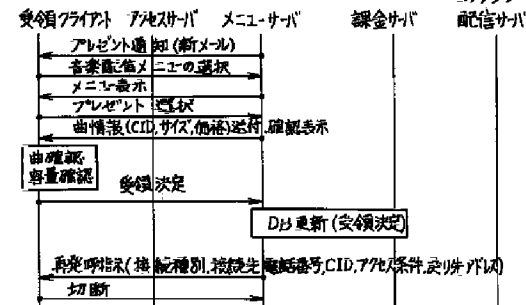 受領クライアント アクセスサーバ メニューサーバ 課金サーバ 配信サーバ
プレゼント通知(新メール)
音楽配信メニューの選択
メニュー表示
プレゼント選択
曲情報(CID,サイズ,価格)送付,確認表示
曲確認
容量確認
受領決定
DB更新(受領決定)
再発呼指示(接続種別,接続先電話番号,CID,アクセス条件,戻り先アドレス)
切断